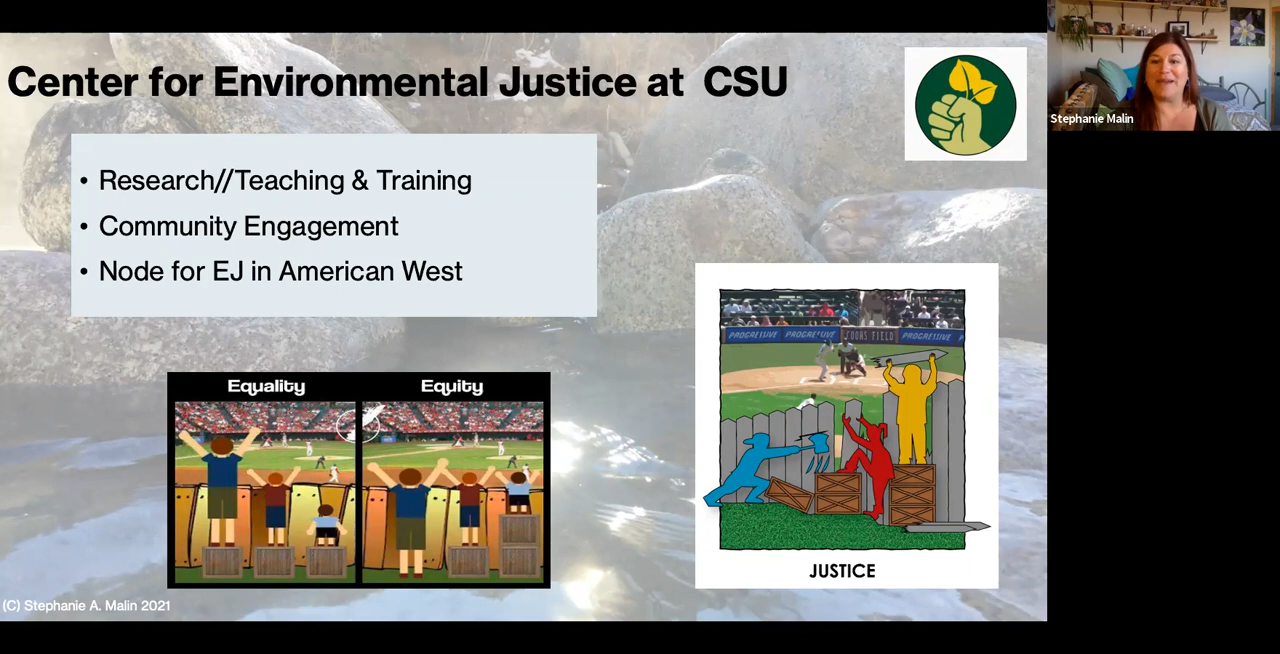 Center for Environmental Justice at CSU
• Research//Teaching & Training
• Community Engagement
• Node for EJ in American West
Equality
Equity
PROGRESSIVE
PROGRESSIVE
COORS FIELD
PROGRESSIVE
JUSTICE
(C) Stephanie A. Malin 2021
Stephanie Malin